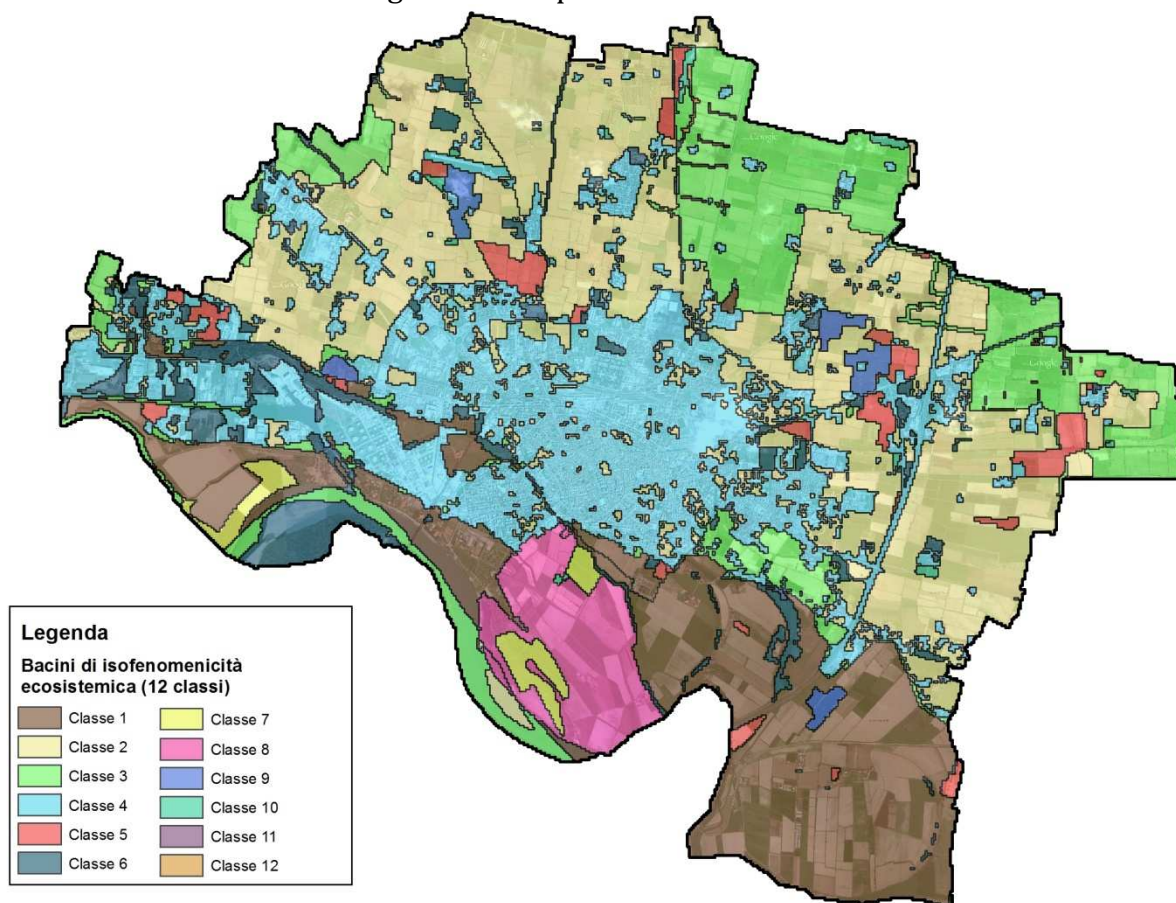 Legenda
Bacini di isofenomenicità
ecosistemica (12 classi)
Classe 1
Classe 2
Classe 3
Classe 4
Classe 5
Classe 6
Classe 7
Classe 8
Classe 9
Classe 10
Classe 11
Classe 12